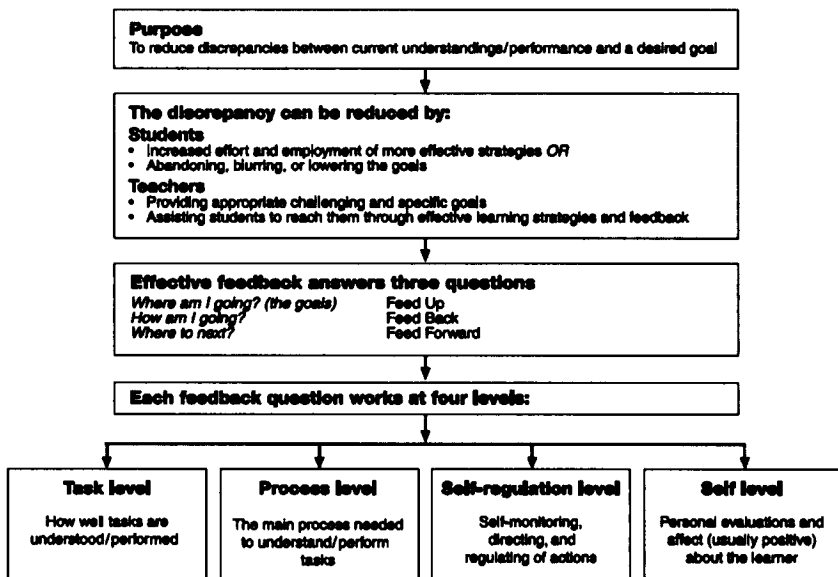 Purpose
To reduce discrepancies between current understandings/performance and a desired goal
The discrepancy can be reduced by:
Students
• Increased effort and employment of more effective strategies OR
• Abandoning, blurring, or lowering the goals
Teachers
• Providing appropriate challenging and specific goals
• Assisting students to reach them through effective learning strategies and feedback
Effective feedback answers three questions
Where am I going? (the goals) Feed Up
How am I going? Feed Back
Where to next? Feed Forward
Each feedback question works at four levels:
Task level
How well tasks are
understood/performed
Process level
The main process needed
to understand/perform
tasks
Self-regulation level
Self-monitoring,
directing, and
regulating of actions
Self level
Personal evaluations and
affect (usually positive)
about the learner